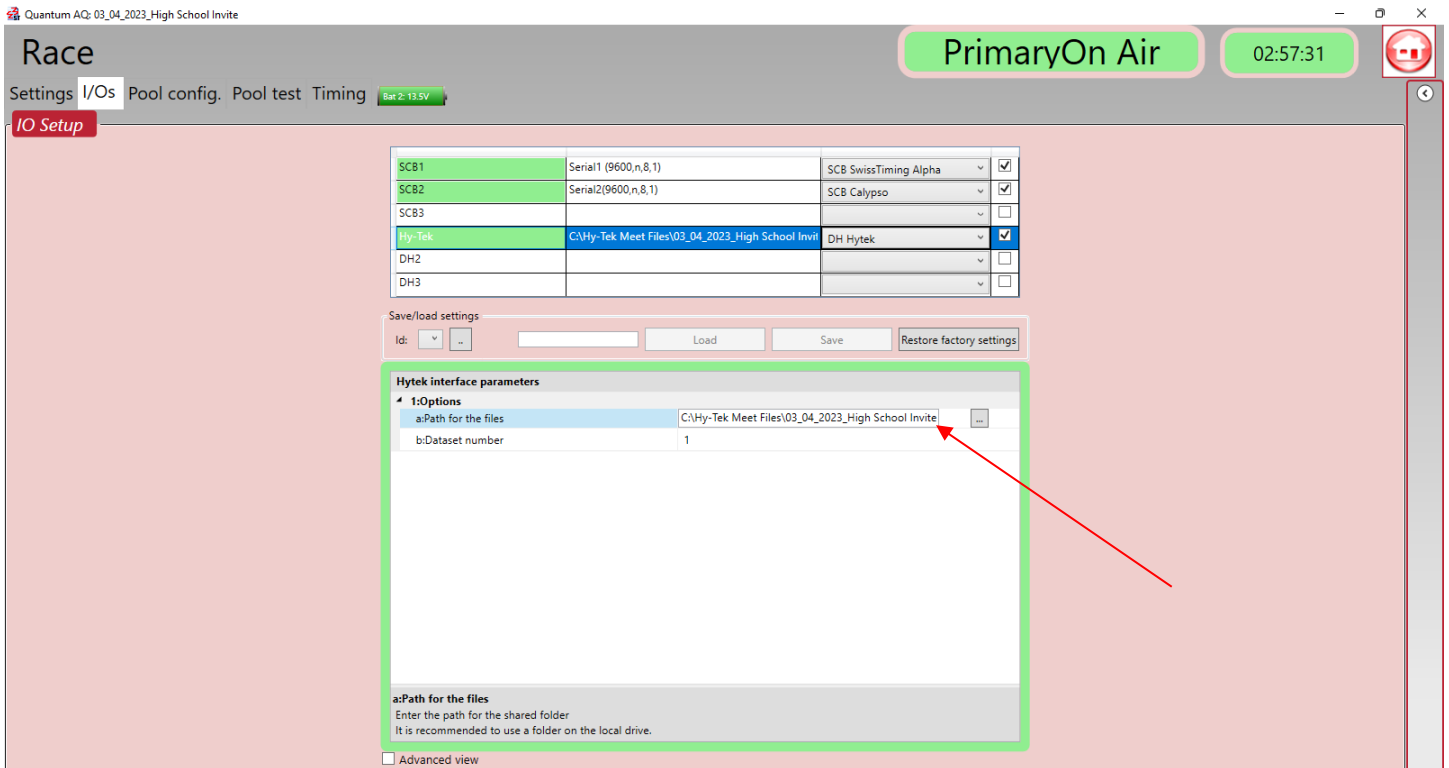 Quantum AQ: 03_04_2023_High School Invite
Race
PrimaryOn Air
02:57:31
Settings I/Os Pool config. Pool test Timing Bat 2: 13.5V
IO Setup
SCB1 Serial1 (9600,n,8,1) SCB SwissTiming Alpha
SCB2 Serial2(9600,n,8,1) SCB Calypso
SCB3
Hy-Tek C:\Hy-Tek Meet Files\03_04_2023_High School Invit DH Hytek
DH2
DH3
Save/load settings
Id: .. Load Save Restore factory settings
Hytek interface parameters
1:Options
a:Path for the files C:\Hy-Tek Meet Files\03_04_2023_High School Invite ...
b:Dataset number 1
a:Path for the files
Enter the path for the shared folder
It is recommended to use a folder on the local drive.
Advanced view